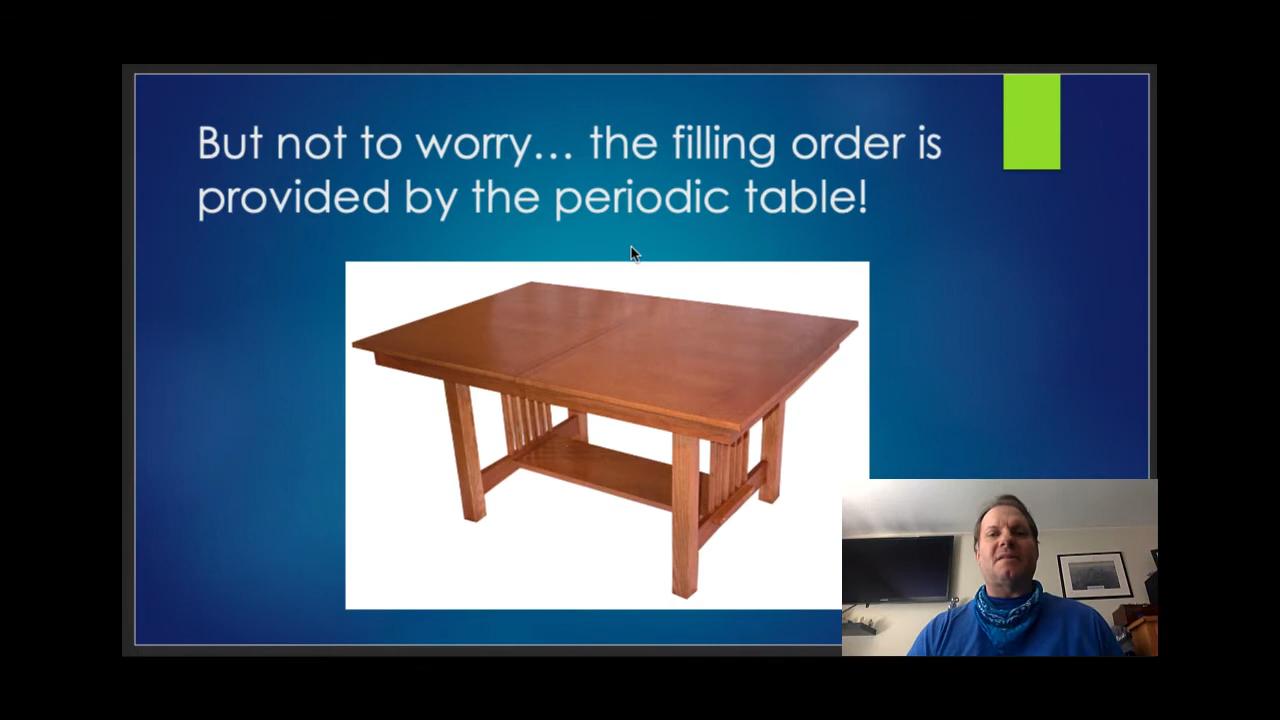 But not to worry… the filling order is
provided by the periodic table!